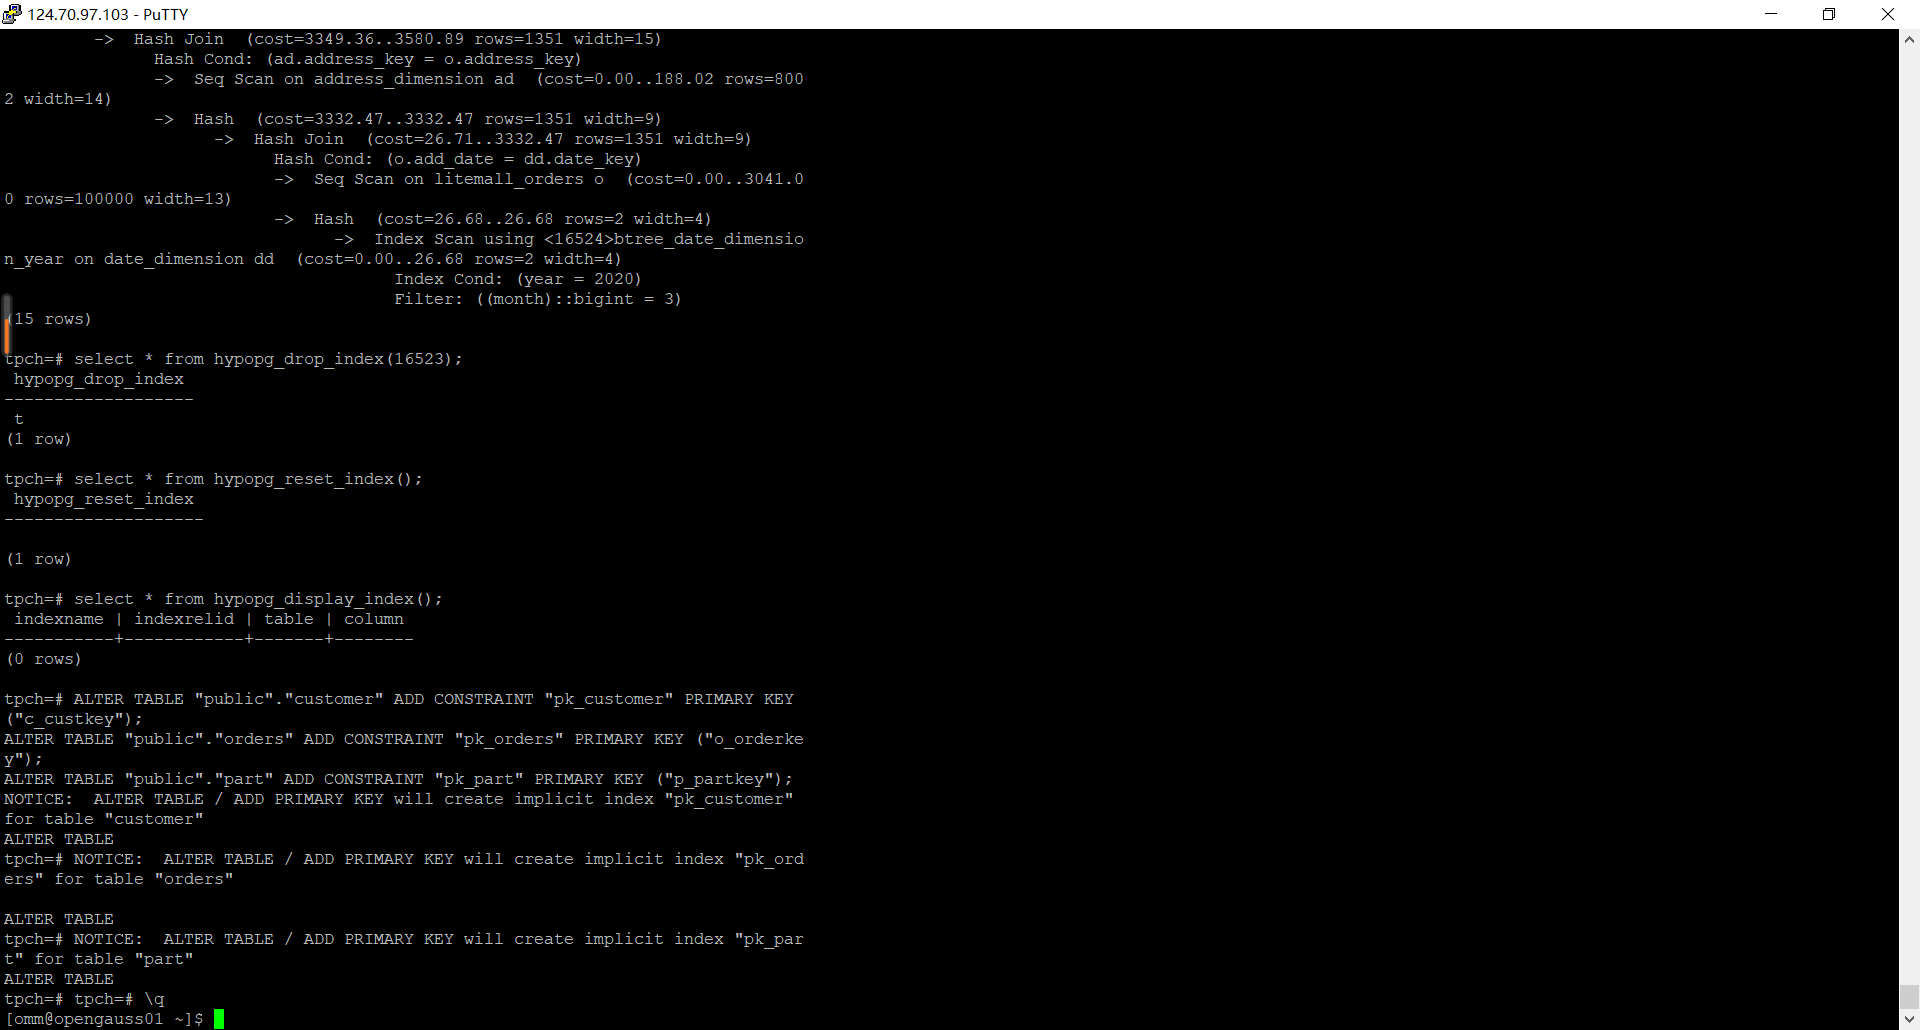 124.70.97.103 - PuTTY
->  Hash Join  (cost=3349.36..3580.89 rows=1351 width=15)
Hash Cond: (ad.address_key = o.address_key)
->  Seq Scan on address_dimension ad  (cost=0.00..188.02 rows=800
2 width=14)
->  Hash  (cost=3332.47..3332.47 rows=1351 width=9)
->  Hash Join  (cost=26.71..3332.47 rows=1351 width=9)
Hash Cond: (o.add_date = dd.date_key)
->  Seq Scan on litemall_orders o  (cost=0.00..3041.0
0 rows=100000 width=13)
->  Hash  (cost=26.68..26.68 rows=2 width=4)
->  Index Scan using <16524>btree_date_dimensio
n_year on date_dimension dd  (cost=0.00..26.68 rows=2 width=4)
Index Cond: (year = 2020)
Filter: ((month)::bigint = 3)
(15 rows)
tpch=# select * from hypopg_drop_index(16523);
hypopg_drop_index
-------------------
t
(1 row)
tpch=# select * from hypopg_reset_index();
hypopg_reset_index
--------------------
(1 row)
tpch=# select * from hypopg_display_index();
indexname | indexrelid | table | column
-----------+------------+-------+--------
(0 rows)
tpch=# ALTER TABLE "public"."customer" ADD CONSTRAINT "pk_customer" PRIMARY KEY
("c_custkey");
ALTER TABLE "public"."orders" ADD CONSTRAINT "pk_orders" PRIMARY KEY ("o_orderke
y");
ALTER TABLE "public"."part" ADD CONSTRAINT "pk_part" PRIMARY KEY ("p_partkey");
NOTICE:  ALTER TABLE / ADD PRIMARY KEY will create implicit index "pk_customer"
for table "customer"
ALTER TABLE
tpch=# NOTICE:  ALTER TABLE / ADD PRIMARY KEY will create implicit index "pk_ord
ers" for table "orders"
ALTER TABLE
tpch=# NOTICE:  ALTER TABLE / ADD PRIMARY KEY will create implicit index "pk_par
t" for table "part"
ALTER TABLE
tpch=# tpch=# \q
[omm@opengauss01 ~]$